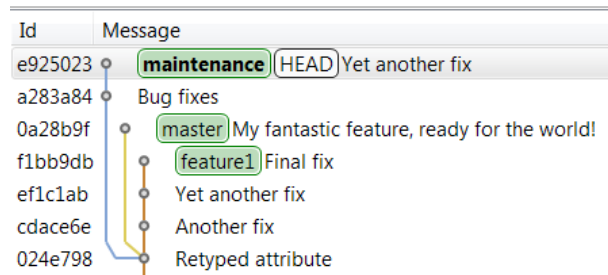 Id Message
e925023 maintenance HEAD Yet another fix
a283a84 Bug fixes
0a28b9f master My fantastic feature, ready for the world!
f1bb9db feature1 Final fix
ef1c1ab Yet another fix
cdace6e Another fix
024e798 Retyped attribute